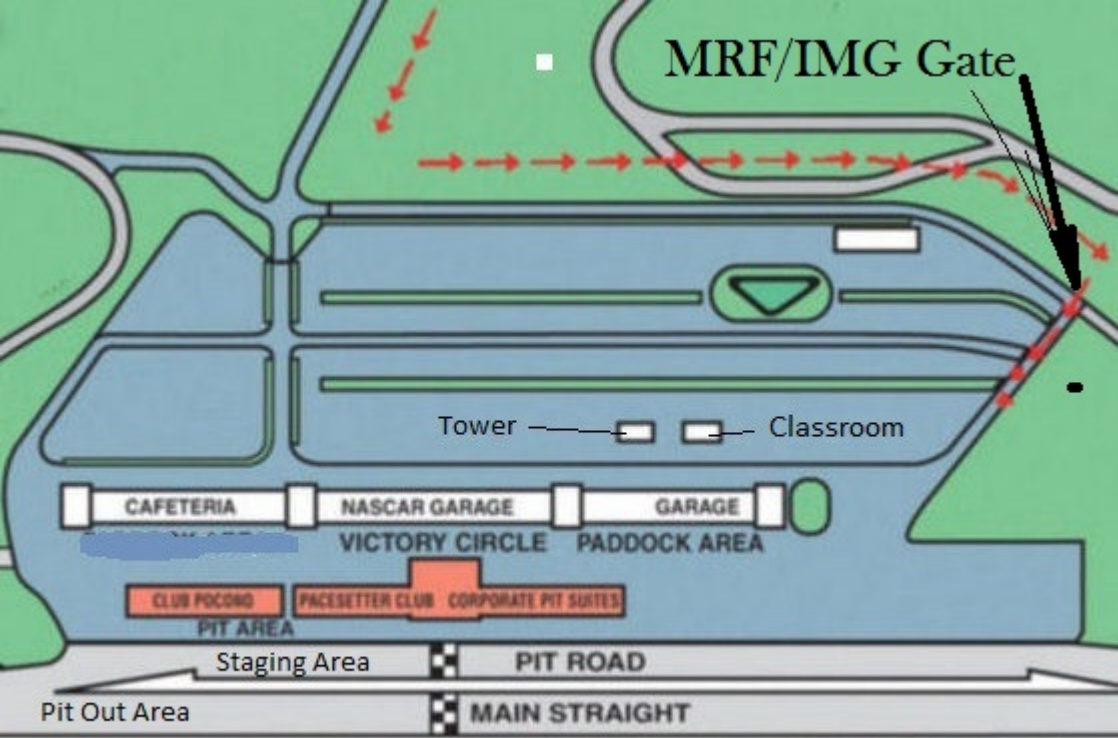 MRF/IMG Gate
Tower
Classroom
CAFETERIA
NASCAR GARAGE
GARAGE
VICTORY CIRCLE
PADDOCK AREA
CLUB POCONO
PACESETTER CLUB
CORPORATE PIT SUITES
PIT AREA
Staging Area
PIT ROAD
Pit Out Area
MAIN STRAIGHT